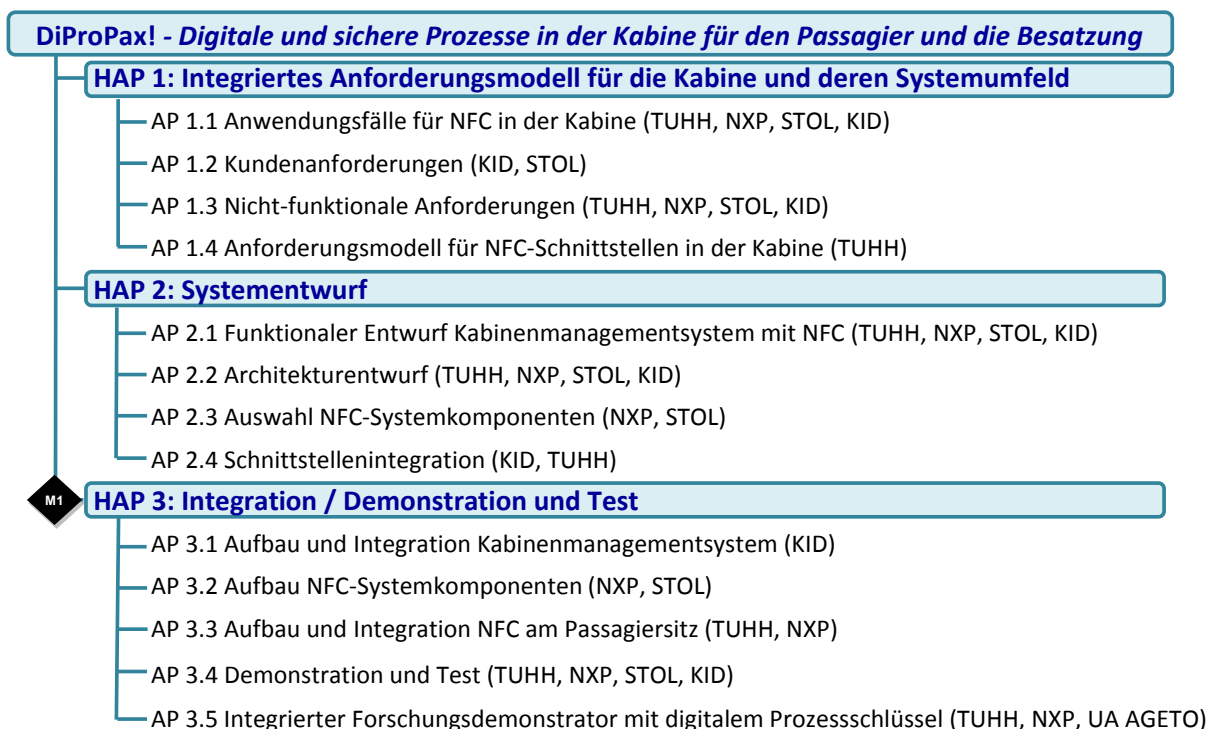 DiProPax! - Digitale und sichere Prozesse in der Kabine für den Passagier und die Besatzung
HAP 1: Integriertes Anforderungsmodell für die Kabine und deren Systemumfeld
AP 1.1 Anwendungsfälle für NFC in der Kabine (TUHH, NXP, STOL, KID)
AP 1.2 Kundenanforderungen (KID, STOL)
AP 1.3 Nicht-funktionale Anforderungen (TUHH, NXP, STOL, KID)
AP 1.4 Anforderungsmodell für NFC-Schnittstellen in der Kabine (TUHH)
HAP 2: Systementwurf
AP 2.1 Funktionaler Entwurf Kabinenmanagementsystem mit NFC (TUHH, NXP, STOL, KID)
AP 2.2 Architekturentwurf (TUHH, NXP, STOL, KID)
AP 2.3 Auswahl NFC-Systemkomponenten (NXP, STOL)
AP 2.4 Schnittstellenintegration (KID, TUHH)
M1 HAP 3: Integration / Demonstration und Test
AP 3.1 Aufbau und Integration Kabinenmanagementsystem (KID)
AP 3.2 Aufbau NFC-Systemkomponenten (NXP, STOL)
AP 3.3 Aufbau und Integration NFC am Passagiersitz (TUHH, NXP)
AP 3.4 Demonstration und Test (TUHH, NXP, STOL, KID)
AP 3.5 Integrierter Forschungsdemonstrator mit digitalem Prozessschlüssel (TUHH, NXP, UA AGETO)